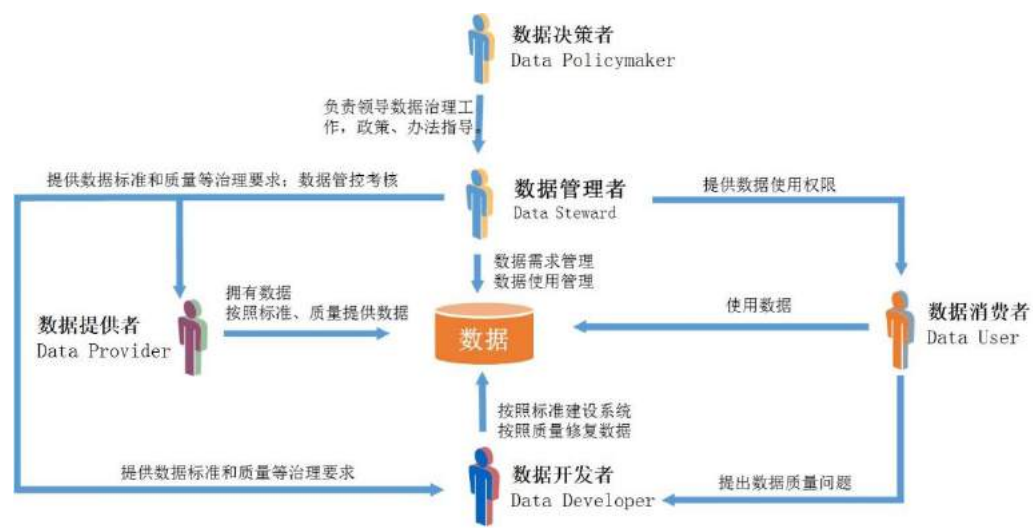 数据决策者
Data Policymaker
负责领导数据治理工
作，政策、办法指导。
提供数据标准和质量等治理要求；数据管控考核
数据管理者
Data Steward
提供数据使用权限
数据需求管理
数据使用管理
拥有数据
按照标准、质量提供数据
数据提供者
Data Provider
数据
使用数据
数据消费者
Data User
按照标准建设系统
按照质量修复数据
提供数据标准和质量等治理要求
数据开发者
Data Developer
提出数据质量问题